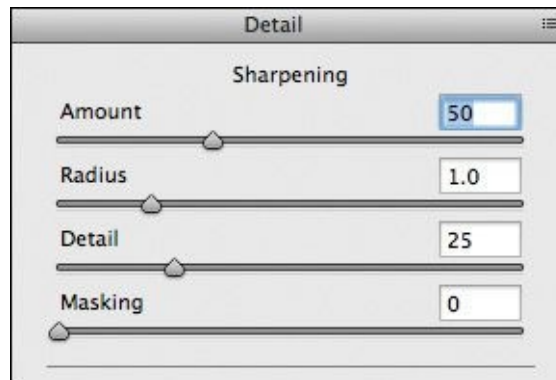 Detail
Sharpening
Amount 50
Radius 1.0
Detail 25
Masking 0